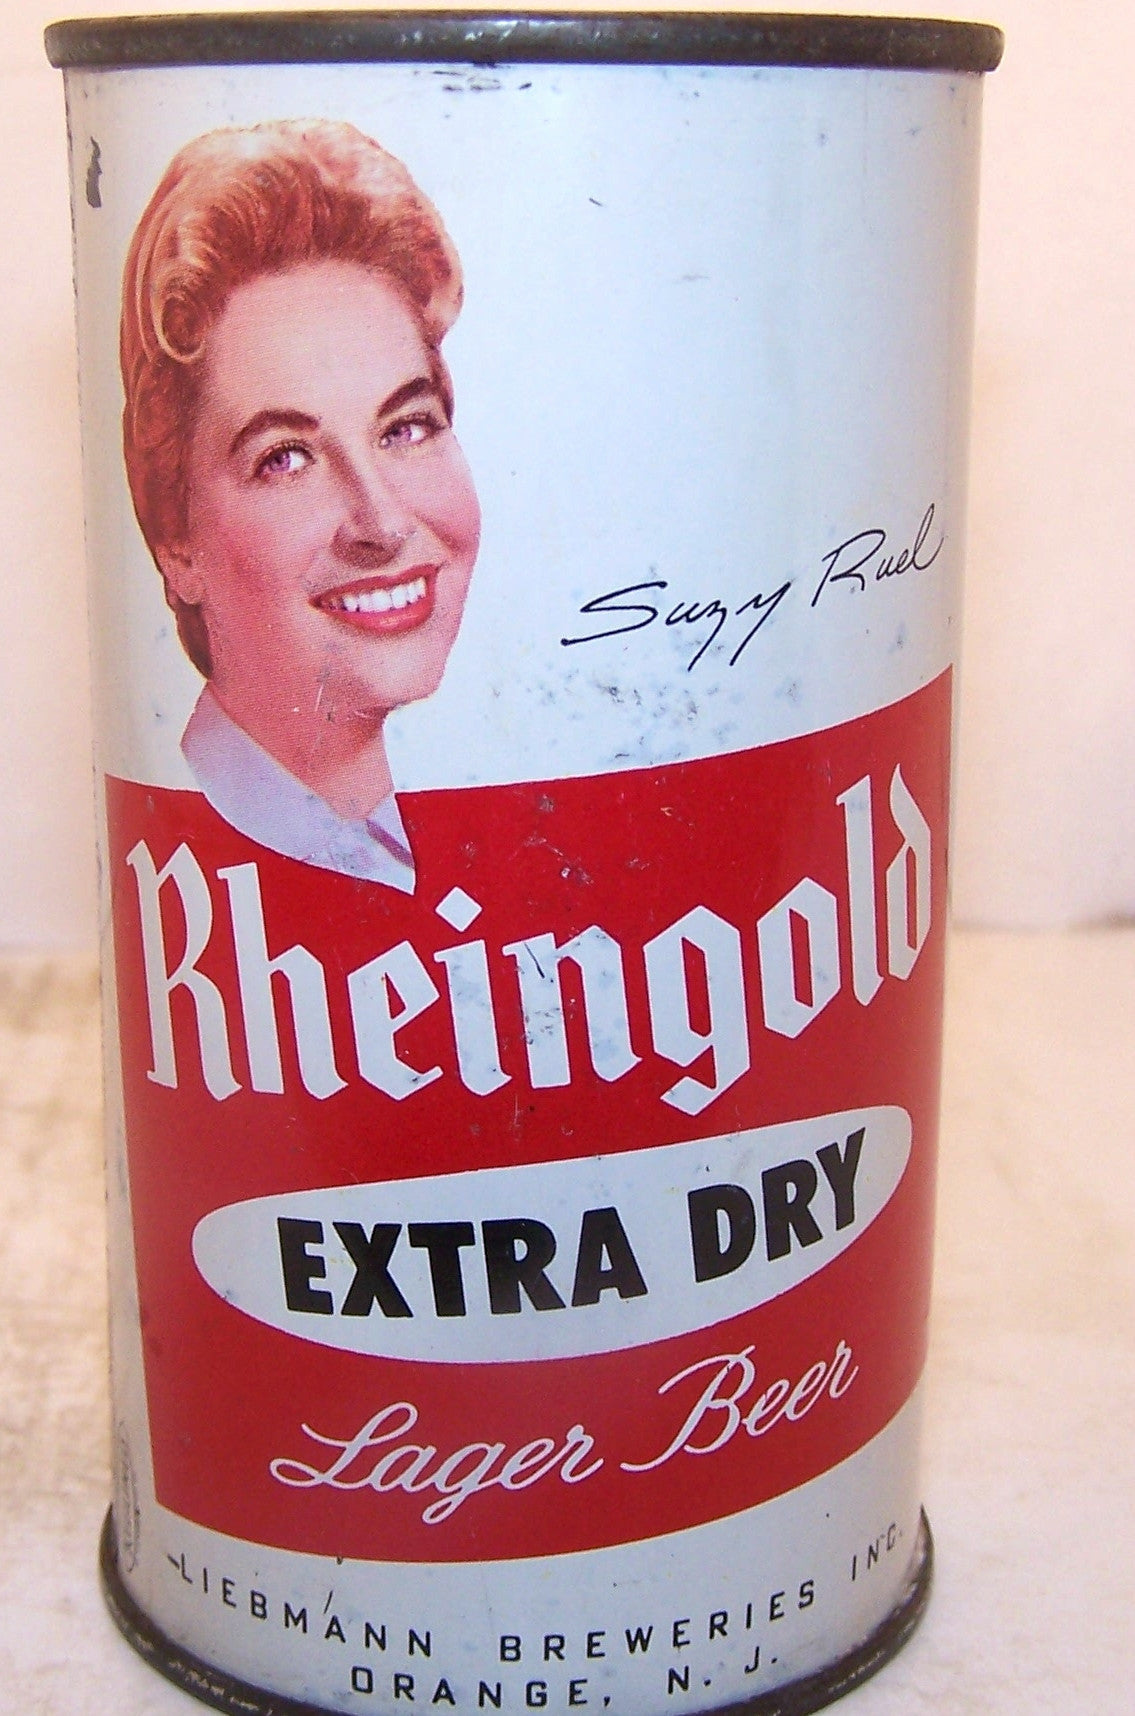 Suzy Ruel
Rheingold
EXTRA DRY
Lager Beer
LIEBMANN BREWERIES INC.
ORANGE, N. J.